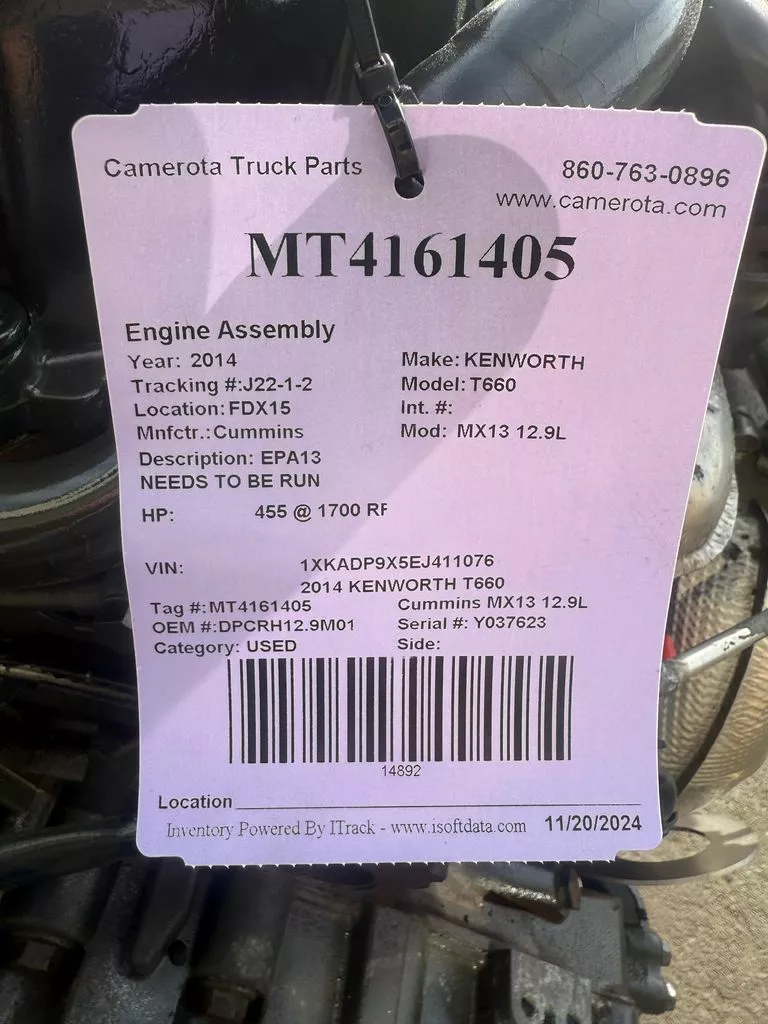 Camerota Truck Parts 860-763-0896
www.camerota.com
MT4161405
Engine Assembly
Year: 2014 Make: KENWORTH
Tracking #:J22-1-2 Model: T660
Location: FDX15 Int. #:
Mnfctr.: Cummins Mod: MX13 12.9L
Description: EPA13
NEEDS TO BE RUN
HP: 455 @ 1700 RF
VIN: 1XKADP9X5EJ411076
2014 KENWORTH T660
Tag #: MT4161405 Cummins MX13 12.9L
OEM #:DPCRH12.9M01 Serial #: Y037623
Category: USED Side:
14892
Location
Inventory Powered By ITrack - www.isoftdata.com 11/20/2024